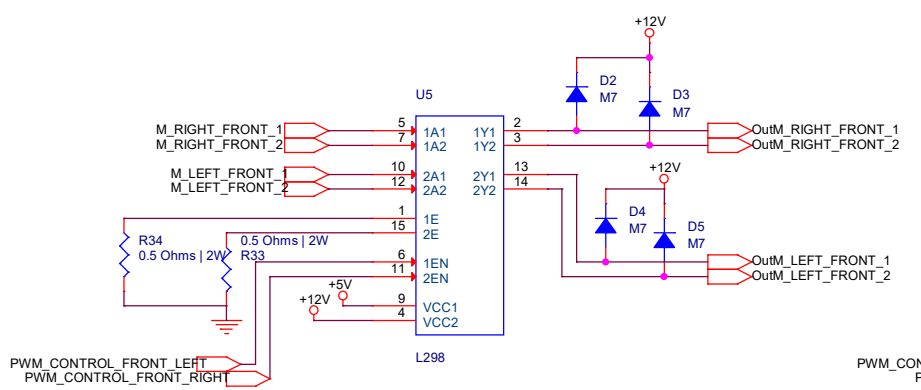 +12V
D2
M7
D3
M7
U5
M_RIGHT_FRONT_1 5 1A1 1Y1 2 OutM_RIGHT_FRONT_1
M_RIGHT_FRONT_2 7 1A2 1Y2 3 OutM_RIGHT_FRONT_2
M_LEFT_FRONT_1 10 2A1 2Y1 13
M_LEFT_FRONT_2 12 2A2 2Y2 14
+12V
D4
M7
D5
M7
1 1E
15 2E
R34
0.5 Ohms | 2W
0.5 Ohms | 2W
R33
6 1EN
11 2EN
OutM_LEFT_FRONT_1
OutM_LEFT_FRONT_2
+5V
9 VCC1
+12V
4 VCC2
L298
PWM_CONTROL_FRONT_LEFT
PWM_CONTROL_FRONT_RIGHT